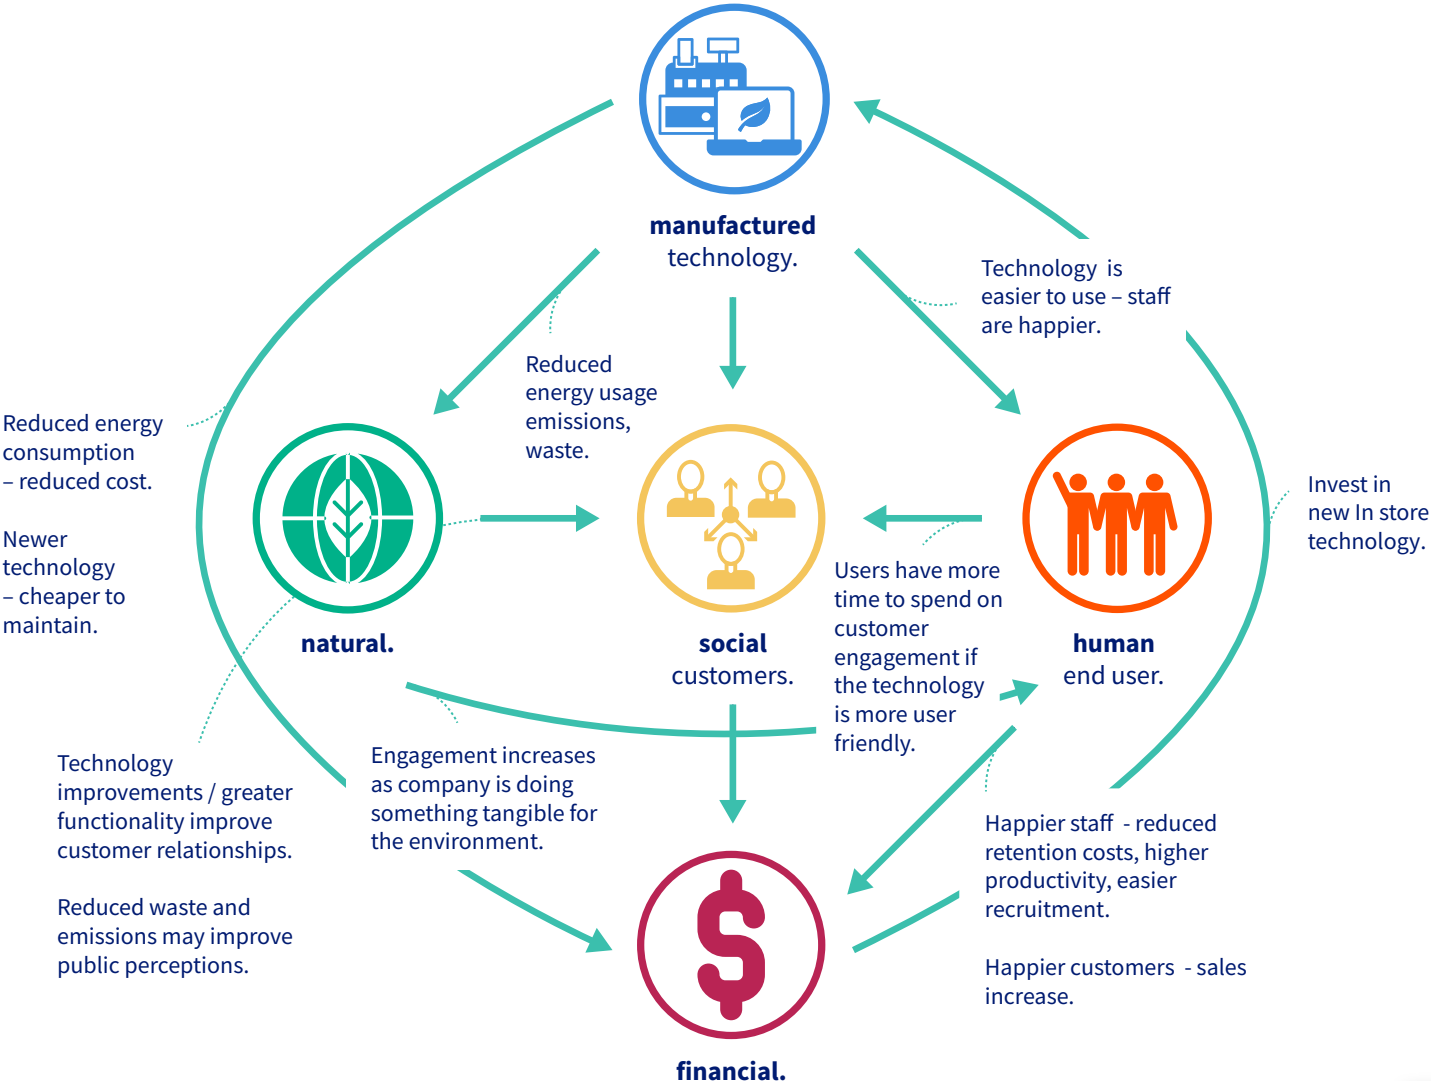 manufactured
technology.
Technology is
easier to use – staff
are happier.
Reduced
energy usage
emissions,
waste.
Reduced energy
consumption
– reduced cost.
Newer
technology
– cheaper to
maintain.
Invest in
new In store
technology.
natural.
social
customers.
human
end user.
Users have more
time to spend on
customer
engagement if
the technology
is more user
friendly.
Technology
improvements / greater
functionality improve
customer relationships.
Reduced waste and
emissions may improve
public perceptions.
Engagement increases
as company is doing
something tangible for
the environment.
Happier staff - reduced
retention costs, higher
productivity, easier
recruitment.
Happier customers - sales
increase.
financial.